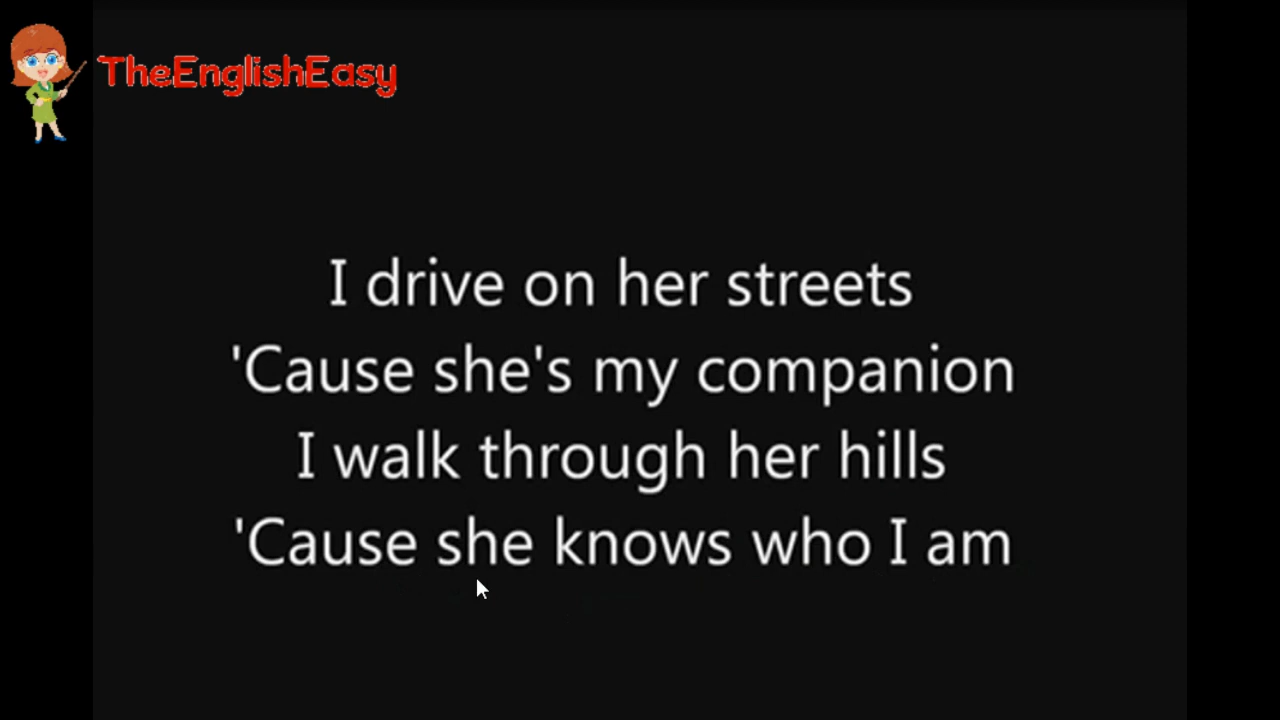 TheEnglishEasy
I drive on her streets
'Cause she's my companion
I walk through her hills
'Cause she knows who I am